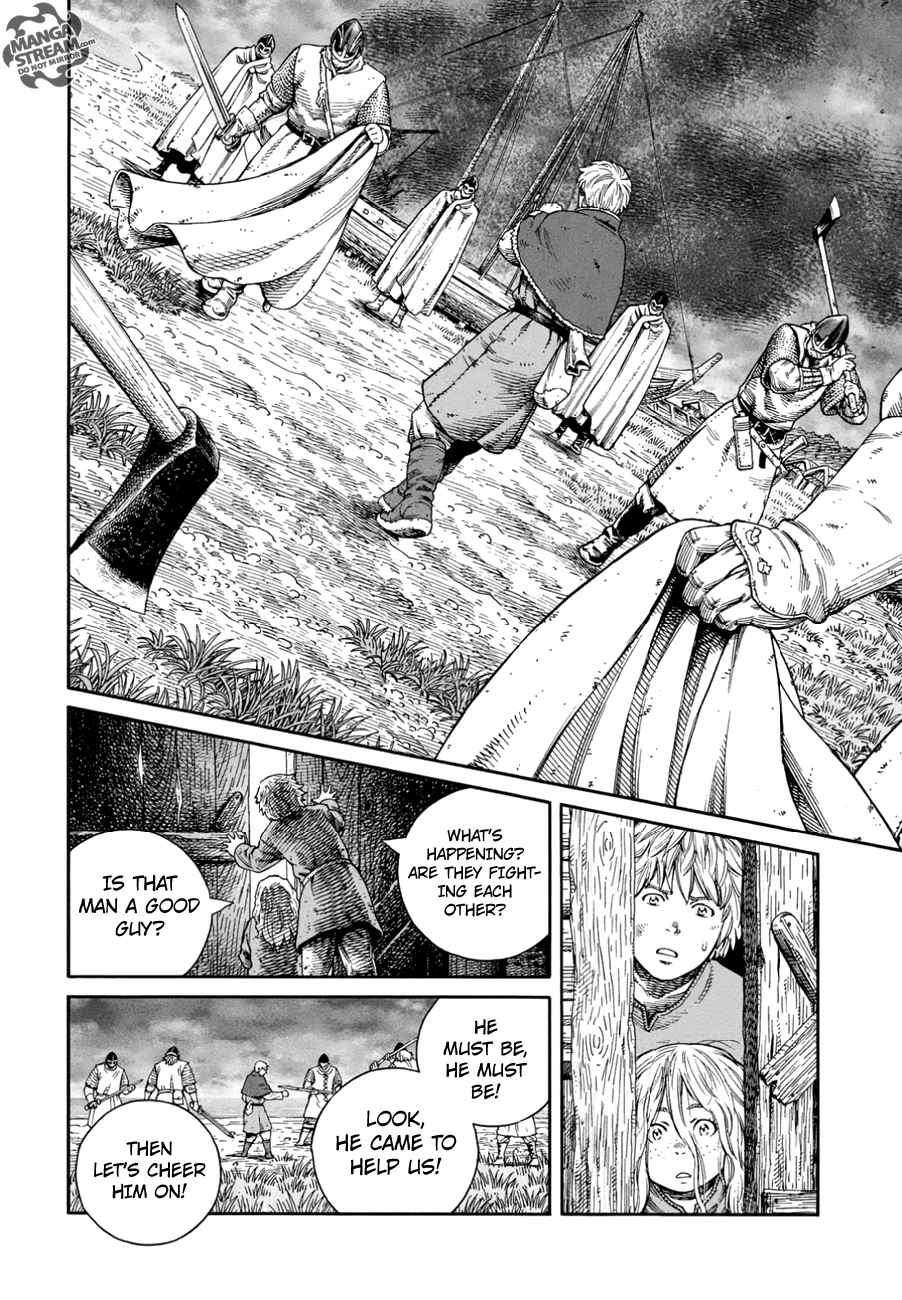 MANGA
STREAM.com
DO NOT MIRROR
WHAT'S
HAPPENING?
ARE THEY FIGHT-
ING EACH
OTHER?
IS THAT
MAN A GOOD
GUY?
HE
MUST BE,
HE MUST
BE!
LOOK,
HE CAME TO
HELP US!
THEN
LET'S CHEER
HIM ON!